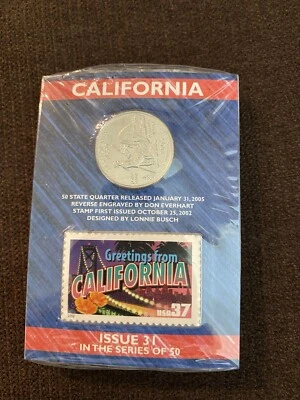 CALIFORNIA
50 STATE QUARTER RELEASED JANUARY 31, 2005
REVERSE ENGRAVED BY DON EVERHART
STAMP FIRST ISSUED OCTOBER 25, 2002
DESIGNED BY LONNIE BUSCH
Greetings from
CALIFORNIA
USA 37
ISSUE 31
IN THE SERIES OF 50